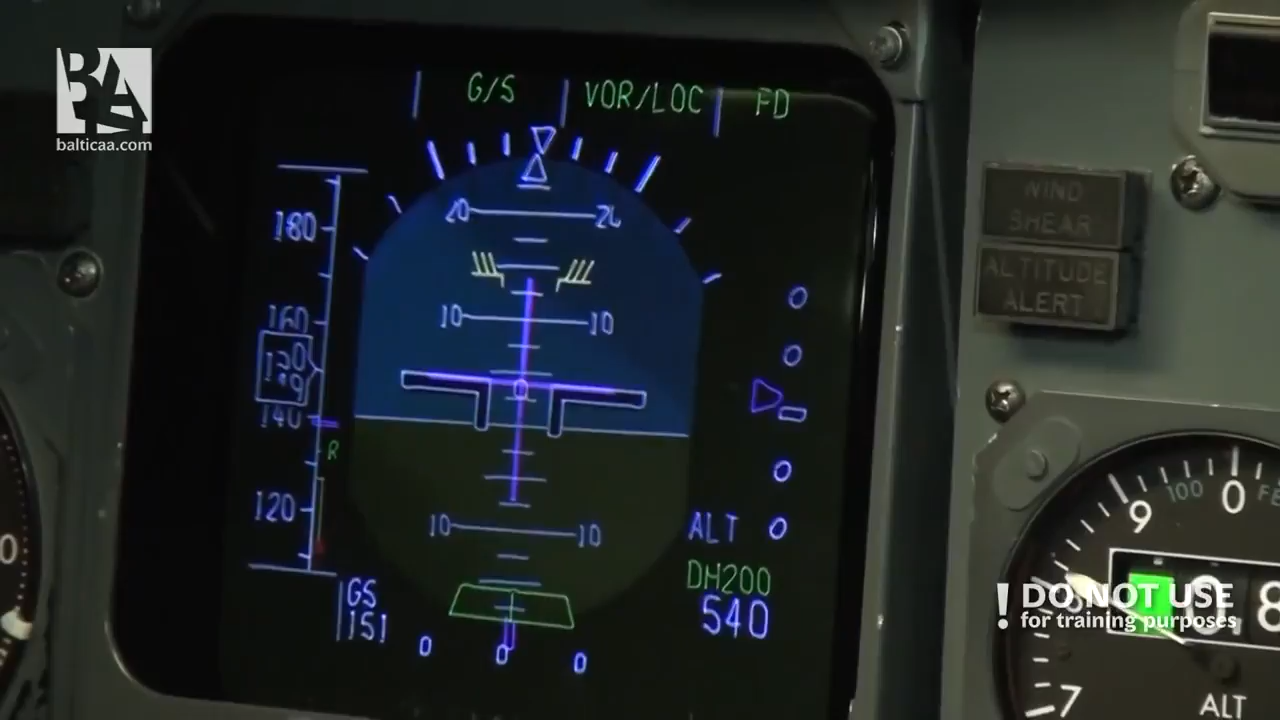 BAA
balticaa.com
G/S VOR/LOC FD
20 20
180
10 10
160
140
R
120
10 10
ALT
DH200
540
GS
151
WIND
SHEAR
ALTITUDE
ALERT
100
9 0
8
7
ALT
! DO NOT USE
for training purposes